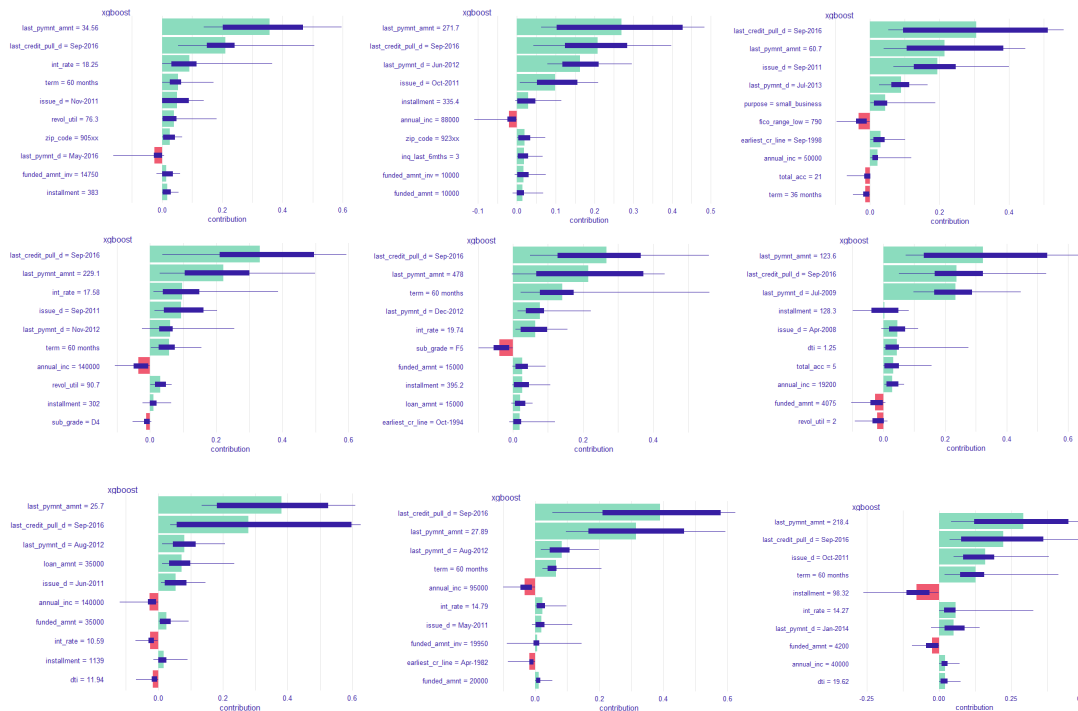 xgboost
last_pymnt_amnt = 34.56
last_credit_pull_d = Sep-2016
int_rate = 18.25
term = 60 months
issue_d = Nov-2011
revol_util = 76.3
zip_code = 905xx
last_pymnt_d = May-2016
funded_amnt_inv = 14750
installment = 383
0.0 0.2 0.4 0.6
contribution
xgboost
last_pymnt_amnt = 271.7
last_credit_pull_d = Sep-2016
last_pymnt_d = Jun-2012
issue_d = Oct-2011
installment = 335.4
annual_inc = 88000
zip_code = 923xx
inq_last_6mths = 3
funded_amnt_inv = 10000
funded_amnt = 10000
-0.1 0.0 0.1 0.2 0.3 0.4 0.5
contribution
xgboost
last_credit_pull_d = Sep-2016
last_pymnt_amnt = 60.7
issue_d = Sep-2011
last_pymnt_d = Jul-2013
purpose = small_business
fico_range_low = 790
earliest_cr_line = Sep-1998
annual_inc = 50000
total_acc = 21
term = 36 months
0.0 0.2 0.4
contribution
xgboost
last_credit_pull_d = Sep-2016
last_pymnt_amnt = 229.1
int_rate = 17.58
issue_d = Sep-2011
last_pymnt_d = Nov-2012
term = 60 months
annual_inc = 140000
revol_util = 90.7
installment = 302
sub_grade = D4
0.0 0.2 0.4 0.6
contribution
xgboost
last_credit_pull_d = Sep-2016
last_pymnt_amnt = 478
term = 60 months
last_pymnt_d = Dec-2012
int_rate = 19.74
sub_grade = F5
funded_amnt = 15000
installment = 395.2
loan_amnt = 15000
earliest_cr_line = Oct-1994
0.0 0.2 0.4
contribution
xgboost
last_pymnt_amnt = 123.6
last_credit_pull_d = Sep-2016
last_pymnt_d = Jul-2009
installment = 128.3
issue_d = Apr-2008
dti = 1.25
total_acc = 5
annual_inc = 19200
funded_amnt = 4075
revol_util = 2
0.0 0.2 0.4 0.6
contribution
xgboost
last_pymnt_amnt = 25.7
last_credit_pull_d = Sep-2016
last_pymnt_d = Aug-2012
loan_amnt = 35000
issue_d = Jun-2011
annual_inc = 140000
funded_amnt = 35000
int_rate = 10.59
installment = 1139
dti = 11.94
0.0 0.2 0.4 0.6
contribution
xgboost
last_credit_pull_d = Sep-2016
last_pymnt_amnt = 27.89
last_pymnt_d = Aug-2012
term = 60 months
annual_inc = 95000
int_rate = 14.79
issue_d = May-2011
funded_amnt_inv = 19950
earliest_cr_line = Apr-1982
funded_amnt = 20000
0.0 0.2 0.4 0.6
contribution
xgboost
last_pymnt_amnt = 218.4
last_credit_pull_d = Sep-2016
issue_d = Oct-2011
term = 60 months
installment = 98.32
int_rate = 14.27
last_pymnt_d = Jan-2014
funded_amnt = 4200
annual_inc = 40000
dti = 19.62
-0.25 0.00 0.25
contribution